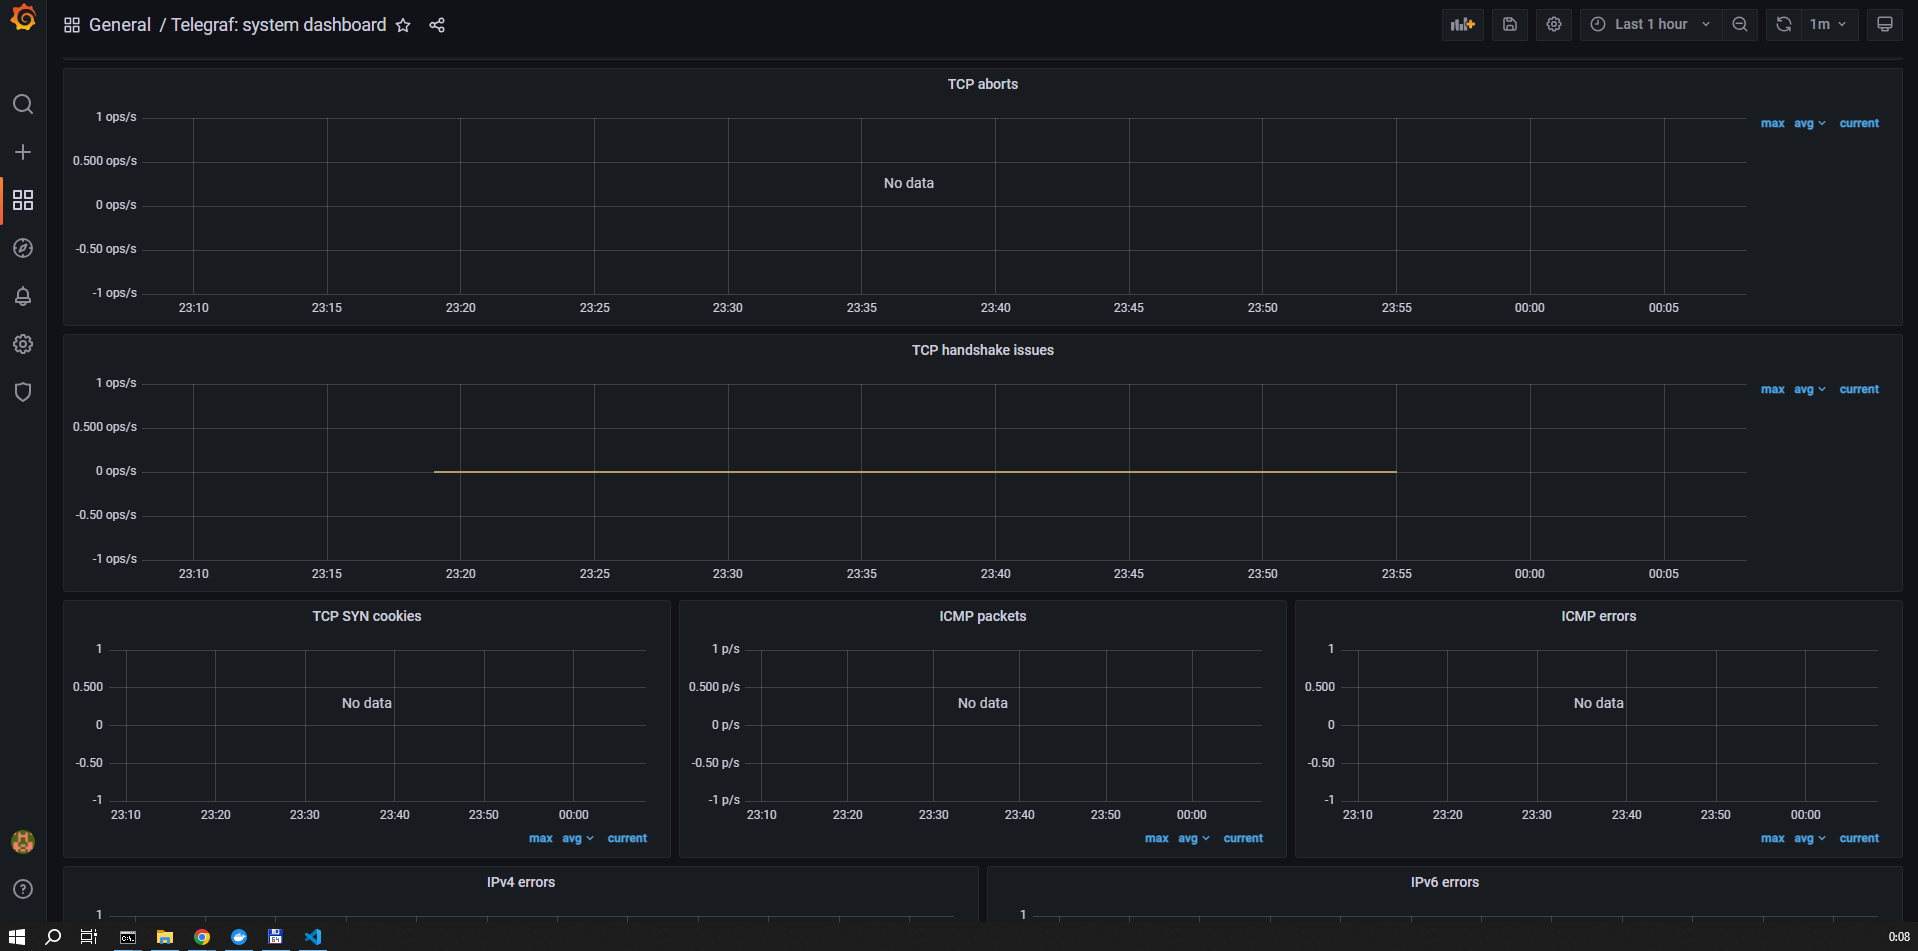 General / Telegraf: system dashboard
Last 1 hour
1m
TCP aborts
1 ops/s
0.500 ops/s
0 ops/s
-0.50 ops/s
-1 ops/s
No data
23:10 23:15 23:20 23:25 23:30 23:35 23:40 23:45 23:50 23:55 00:00 00:05
max avg current
TCP handshake issues
1 ops/s
0.500 ops/s
0 ops/s
-0.50 ops/s
-1 ops/s
23:10 23:15 23:20 23:25 23:30 23:35 23:40 23:45 23:50 23:55 00:00 00:05
max avg current
TCP SYN cookies
1
0.500
0
-0.50
-1
No data
23:10 23:20 23:30 23:40 23:50 00:00
max avg current
ICMP packets
1 p/s
0.500 p/s
0 p/s
-0.50 p/s
-1 p/s
No data
23:10 23:20 23:30 23:40 23:50 00:00
max avg current
ICMP errors
1
0.500
0
-0.50
-1
No data
23:10 23:20 23:30 23:40 23:50 00:00
max avg current
IPv4 errors
1
IPv6 errors
1
64
0:08